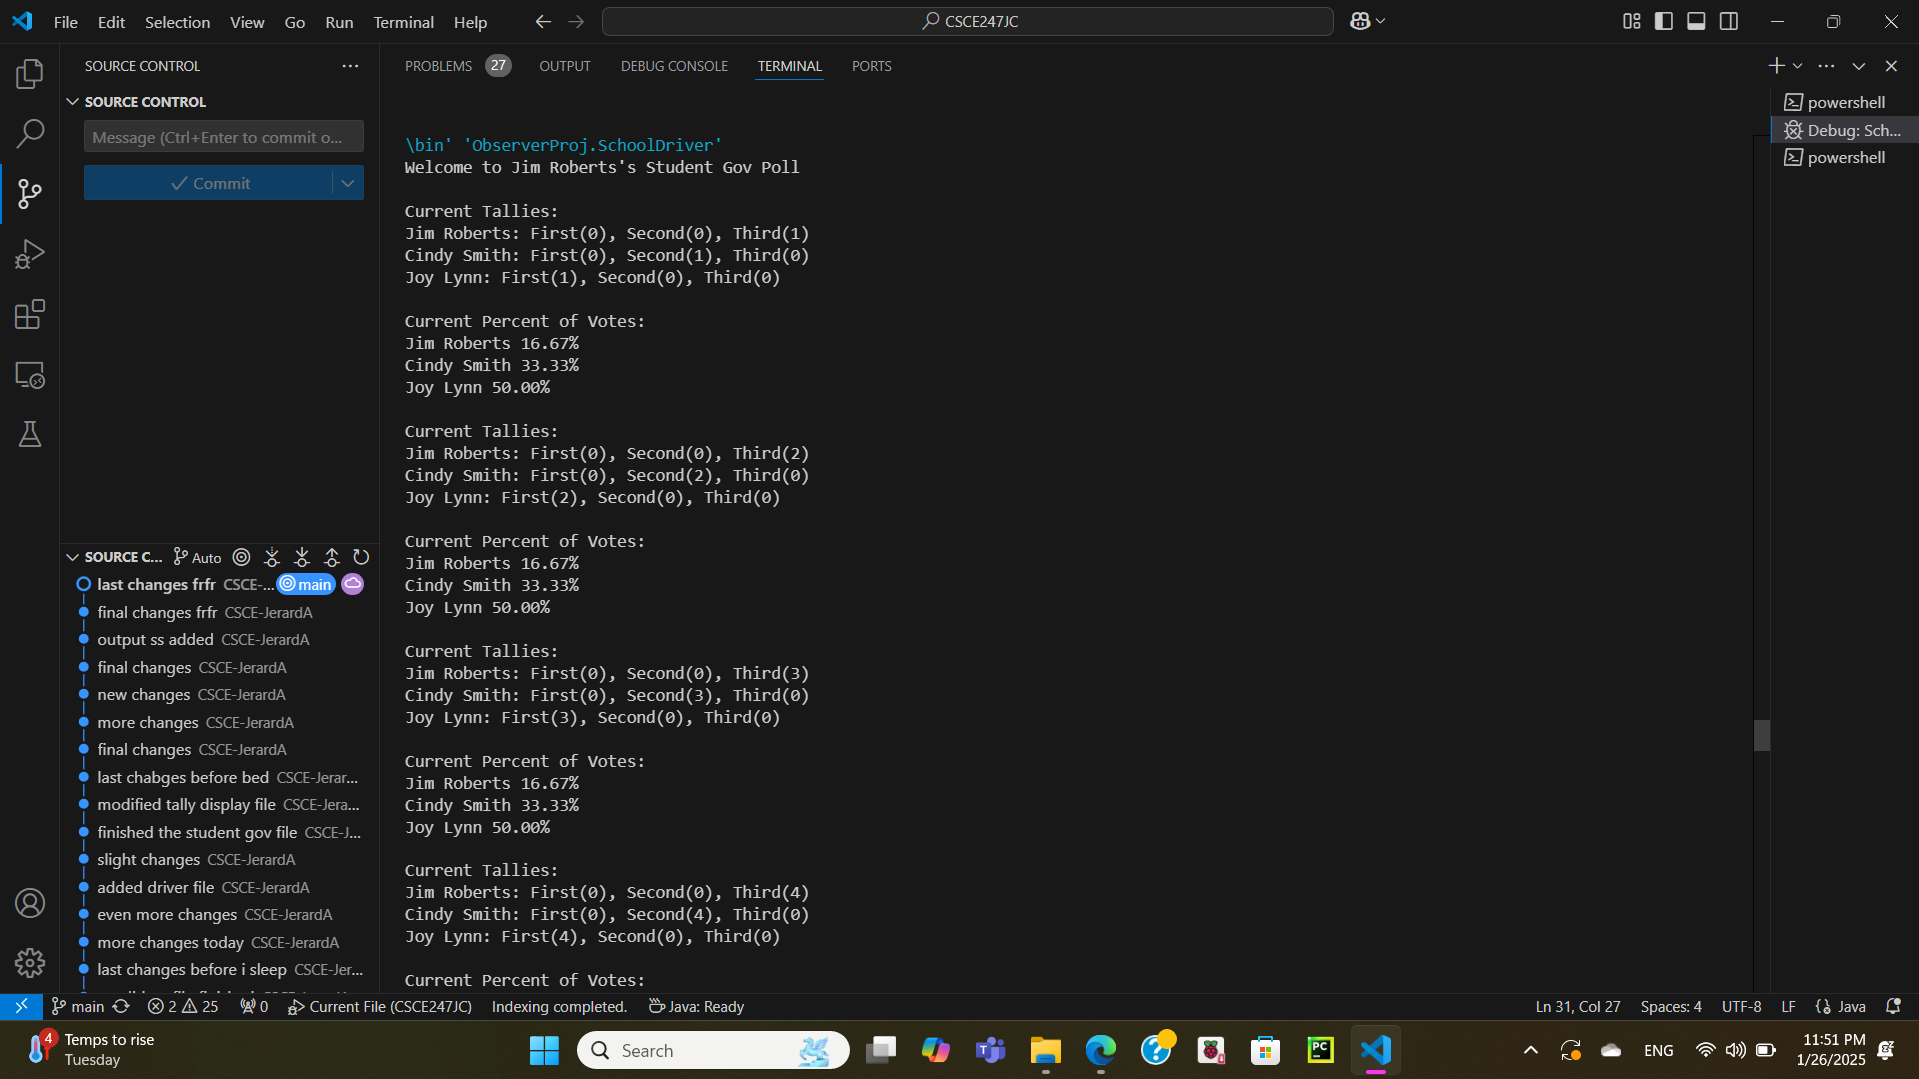 File Edit Selection View Go Run Terminal Help
CSCE247JC
SOURCE CONTROL
SOURCE CONTROL
Message (Ctrl+Enter to commit o...
Commit
PROBLEMS 27 OUTPUT DEBUG CONSOLE TERMINAL PORTS
powershell
Debug: Sch...
powershell
\bin' 'ObserverProj.SchoolDriver'
Welcome to Jim Roberts's Student Gov Poll
Current Tallies:
Jim Roberts: First(0), Second(0), Third(1)
Cindy Smith: First(0), Second(1), Third(0)
Joy Lynn: First(1), Second(0), Third(0)
Current Percent of Votes:
Jim Roberts 16.67%
Cindy Smith 33.33%
Joy Lynn 50.00%
Current Tallies:
Jim Roberts: First(0), Second(0), Third(2)
Cindy Smith: First(0), Second(2), Third(0)
Joy Lynn: First(2), Second(0), Third(0)
Current Percent of Votes:
Jim Roberts 16.67%
Cindy Smith 33.33%
Joy Lynn 50.00%
Current Tallies:
Jim Roberts: First(0), Second(0), Third(3)
Cindy Smith: First(0), Second(3), Third(0)
Joy Lynn: First(3), Second(0), Third(0)
Current Percent of Votes:
Jim Roberts 16.67%
Cindy Smith 33.33%
Joy Lynn 50.00%
Current Tallies:
Jim Roberts: First(0), Second(0), Third(4)
Cindy Smith: First(0), Second(4), Third(0)
Joy Lynn: First(4), Second(0), Third(0)
Current Percent of Votes:
SOURCE C... Auto
last changes frfr CSCE-... main
final changes frfr CSCE-JerardA
output ss added CSCE-JerardA
final changes CSCE-JerardA
new changes CSCE-JerardA
more changes CSCE-JerardA
final changes CSCE-JerardA
last chabges before bed CSCE-Jerar...
modified tally display file CSCE-Jera...
finished the student gov file CSCE-J...
slight changes CSCE-JerardA
added driver file CSCE-JerardA
even more changes CSCE-JerardA
more changes today CSCE-JerardA
last changes before i sleep CSCE-Jer...
main 2 25 0 Current File (CSCE247JC) Indexing completed. Java: Ready
Ln 31, Col 27 Spaces: 4 UTF-8 LF {} Java
4 Temps to rise
Tuesday
Search
PC
ENG
11:51 PM
1/26/2025